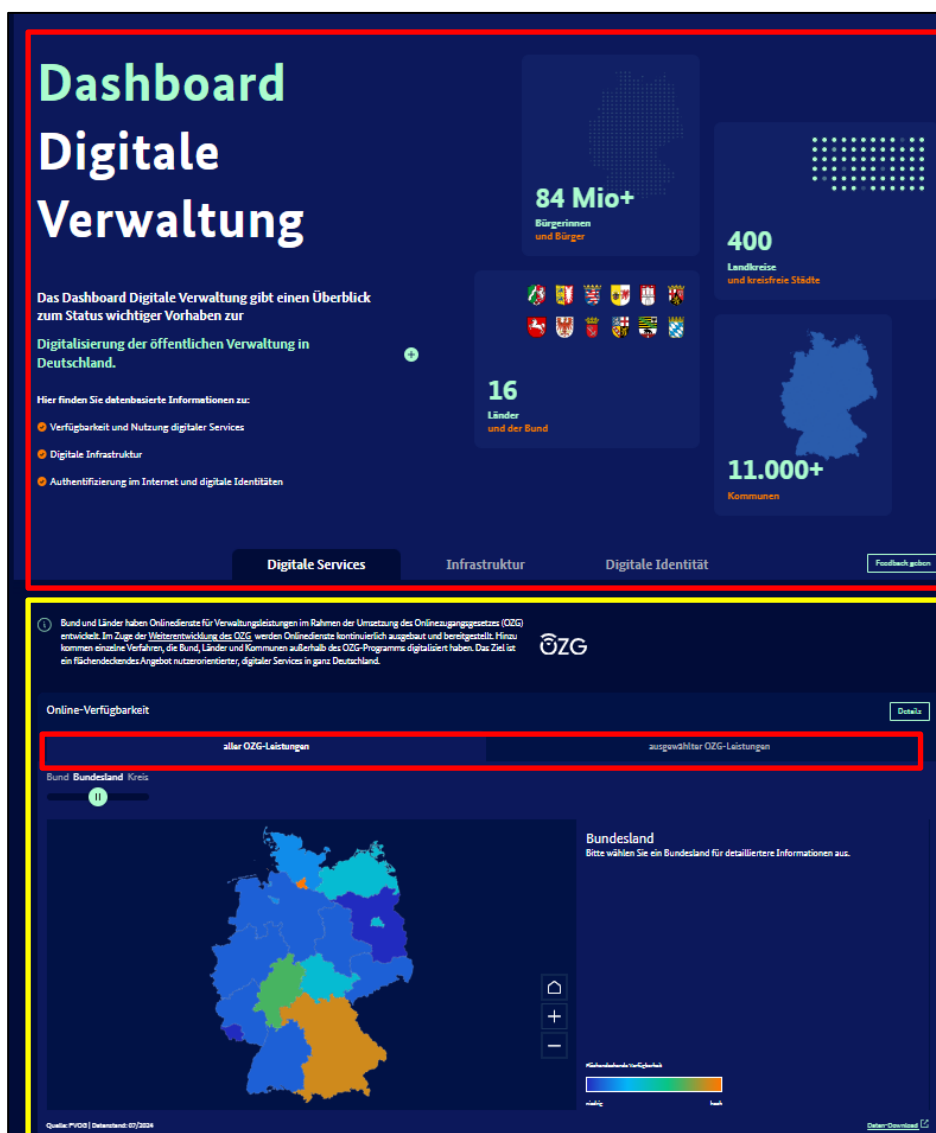 Dashboard
Digitale
Verwaltung
Das Dashboard Digitale Verwaltung gibt einen Überblick
zum Status wichtiger Vorhaben zur
Digitalisierung der öffentlichen Verwaltung in
Deutschland.
Hier finden Sie datenbasierte Informationen zu:
Verfügbarkeit und Nutzung digitaler Services
Digitale Infrastruktur
Authentifizierung im Internet und digitale Identitäten
84 Mio+
Bürgerinnen
und Bürger
400
Landkreise
und kreisfreie Städte
16
Länder
und der Bund
11.000+
Kommunen
Digitale Services
Infrastruktur
Digitale Identität
Feedback geben
Bund und Länder haben Onlinedienste für Verwaltungsleistungen im Rahmen der Umsetzung des Onlinezugangsgesetzes (OZG)
entwickelt. Im Zuge der Weiterentwicklung des OZG werden Onlinedienste kontinuierlich ausgebaut und bereitgestellt. Hinzu
kommen einzelne Verfahren, die Bund, Länder und Kommunen außerhalb des OZG-Programms digitalisiert haben. Das Ziel ist
ein flächendeckendes Angebot nutzerorientierter, digitaler Services in ganz Deutschland.
OZG
Online-Verfügbarkeit
Details
aller OZG-Leistungen
ausgewählter OZG-Leistungen
Bund Bundesland Kreis
Bundesland
Bitte wählen Sie ein Bundesland für detailliertere Informationen aus.
Flächendeckende Verfügbarkeit
niedrig
hoch
Quelle: PVOG | Datenstand: 07/2024
Daten-Download